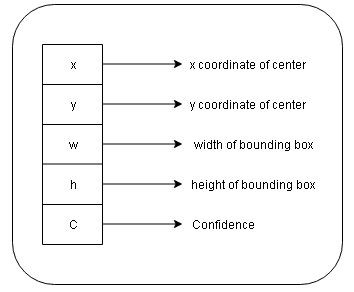 x x coordinate of center
y y coordinate of center
w width of bounding box
h height of bounding box
C Confidence